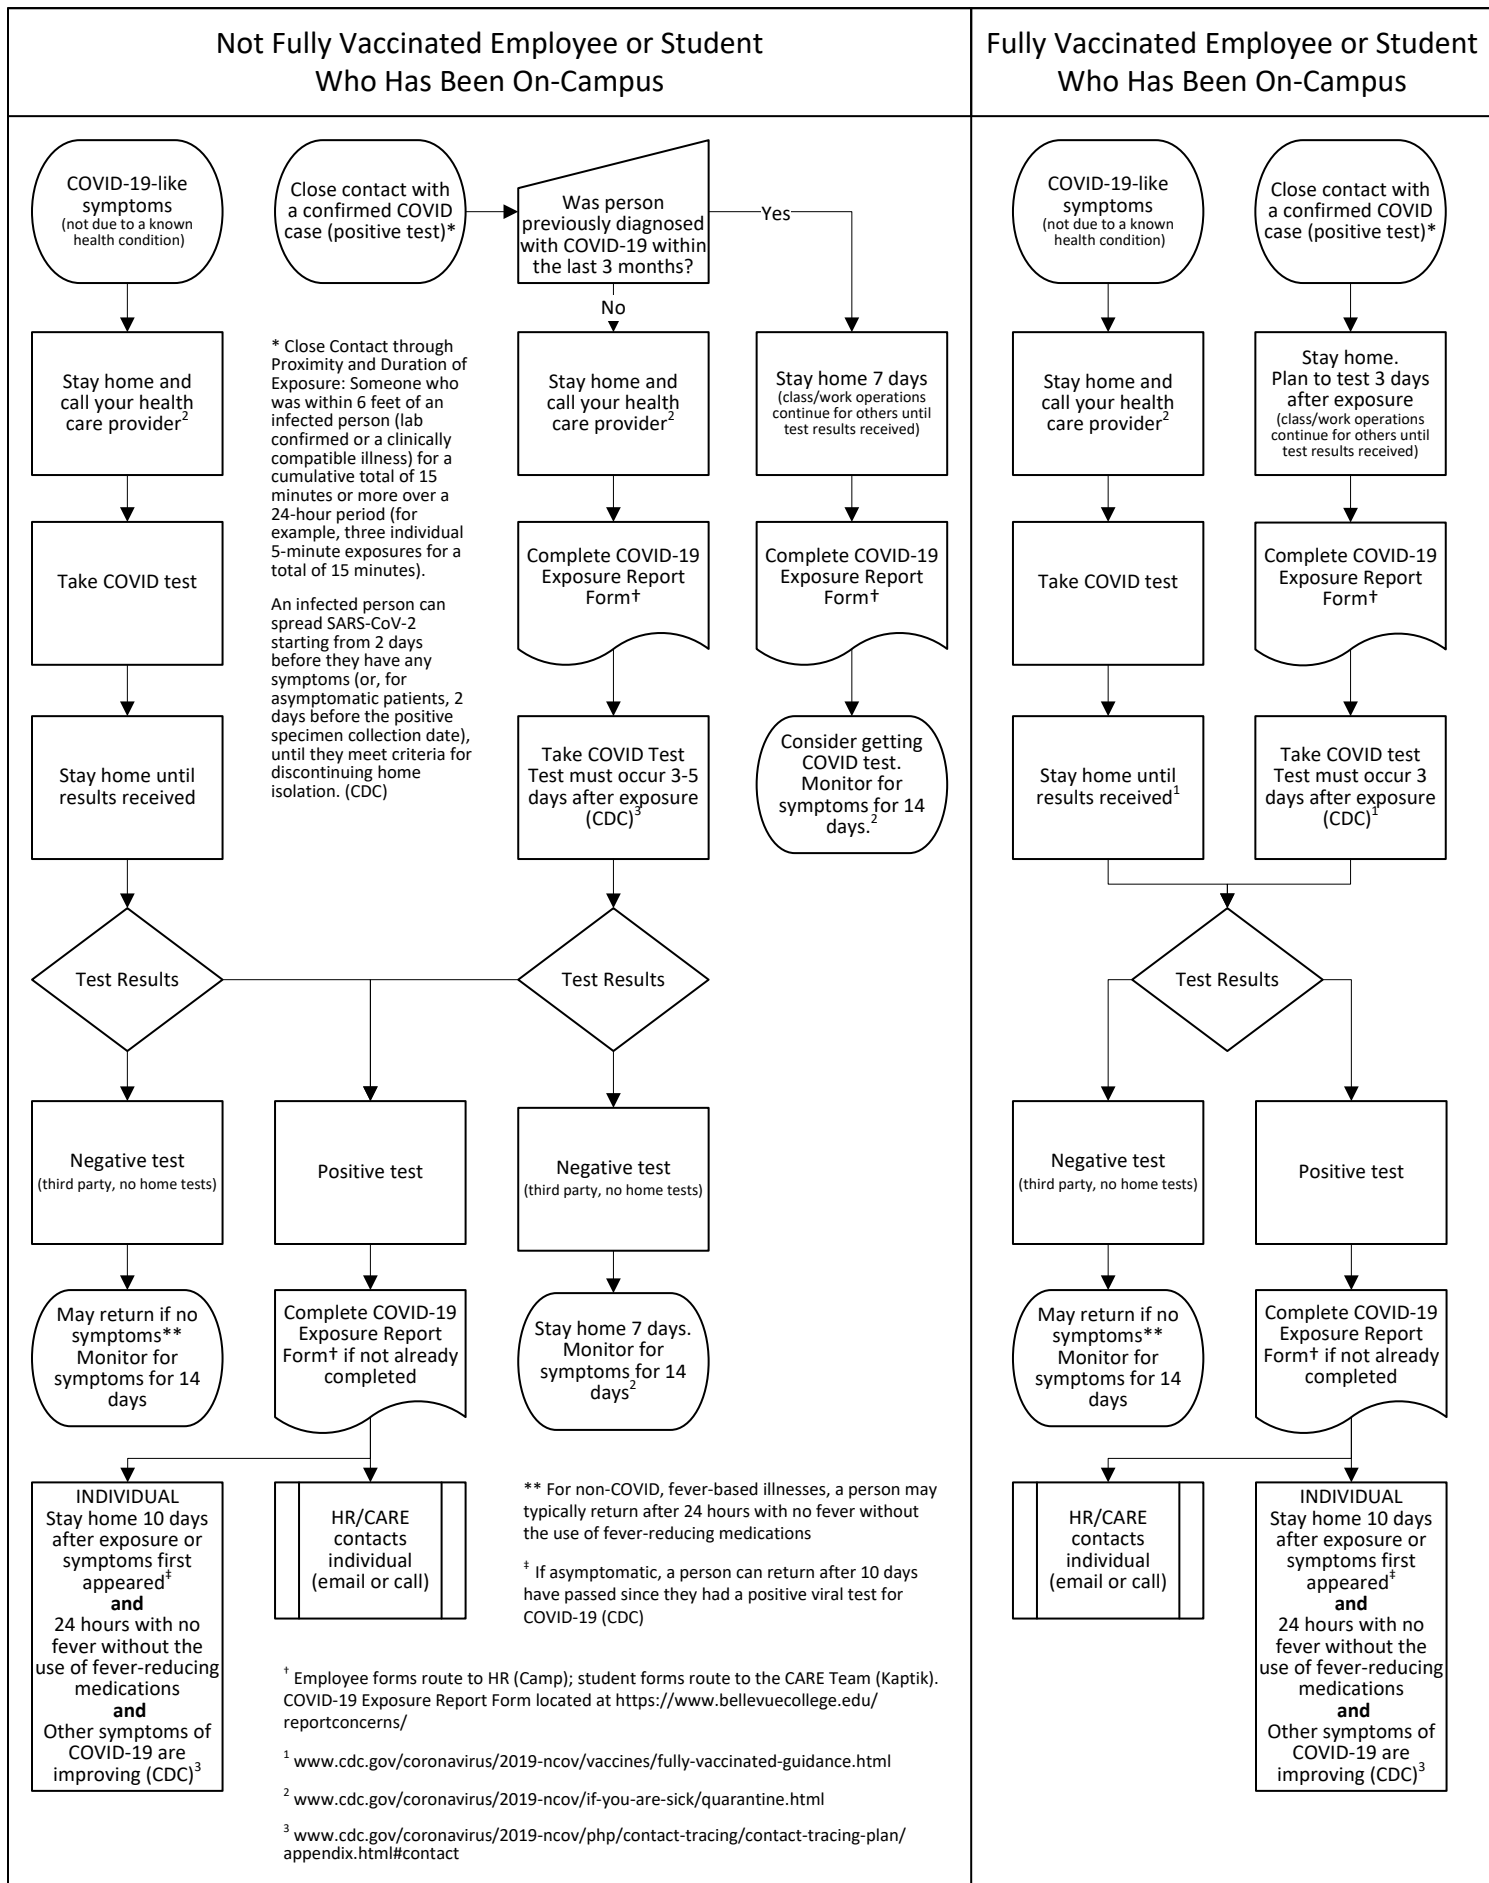 Not Fully Vaccinated Employee or Student
Who Has Been On-Campus
COVID-19-like
symptoms
(not due to a known
health condition)
Close contact with
a confirmed COVID
case (positive test)*
Was person
previously diagnosed
with COVID-19 within
the last 3 months?
Yes
No
Stay home and
call your health
care provider²
* Close Contact through
Proximity and Duration of
Exposure: Someone who
was within 6 feet of an
infected person (lab
confirmed or a clinically
compatible illness) for a
cumulative total of 15
minutes or more over a
24-hour period (for
example, three individual
5-minute exposures for a
total of 15 minutes).
An infected person can
spread SARS-CoV-2
starting from 2 days
before they have any
symptoms (or, for
asymptomatic patients, 2
days before the positive
specimen collection date),
until they meet criteria for
discontinuing home
isolation. (CDC)
Stay home and
call your health
care provider²
Stay home 7 days
(class/work operations
continue for others until
test results received)
Take COVID test
Complete COVID-19
Exposure Report
Form†
Complete COVID-19
Exposure Report
Form†
Stay home until
results received
Take COVID Test
Test must occur 3-5
days after exposure
(CDC)³
Consider getting
COVID test.
Monitor for
symptoms for 14
days.²
Test Results
Test Results
Negative test
(third party, no home tests)
Positive test
Negative test
(third party, no home tests)
May return if no
symptoms**
Monitor for
symptoms for 14
days
Complete COVID-19
Exposure Report
Form† if not already
completed
Stay home 7 days.
Monitor for
symptoms for 14
days²
INDIVIDUAL
Stay home 10 days
after exposure or
symptoms first
appeared‡
and
24 hours with no
fever without the
use of fever-reducing
medications
and
Other symptoms of
COVID-19 are
improving (CDC)³
HR/CARE
contacts
individual
(email or call)
** For non-COVID, fever-based illnesses, a person may
typically return after 24 hours with no fever without
the use of fever-reducing medications
‡ If asymptomatic, a person can return after 10 days
have passed since they had a positive viral test for
COVID-19 (CDC)
† Employee forms route to HR (Camp); student forms route to the CARE Team (Kaptik).
COVID-19 Exposure Report Form located at https://www.bellevuecollege.edu/
reportconcerns/
¹ www.cdc.gov/coronavirus/2019-ncov/vaccines/fully-vaccinated-guidance.html
² www.cdc.gov/coronavirus/2019-ncov/if-you-are-sick/quarantine.html
³ www.cdc.gov/coronavirus/2019-ncov/php/contact-tracing/contact-tracing-plan/
appendix.html#contact
Fully Vaccinated Employee or Student
Who Has Been On-Campus
COVID-19-like
symptoms
(not due to a known
health condition)
Close contact with
a confirmed COVID
case (positive test)*
Stay home and
call your health
care provider²
Stay home.
Plan to test 3 days
after exposure
(class/work operations
continue for others until
test results received)
Take COVID test
Complete COVID-19
Exposure Report
Form†
Stay home until
results received¹
Take COVID test
Test must occur 3
days after exposure
(CDC)¹
Test Results
Negative test
(third party, no home tests)
Positive test
May return if no
symptoms**
Monitor for
symptoms for 14
days
Complete COVID-19
Exposure Report
Form† if not already
completed
HR/CARE
contacts
individual
(email or call)
INDIVIDUAL
Stay home 10 days
after exposure or
symptoms first
appeared‡
and
24 hours with no
fever without the
use of fever-reducing
medications
and
Other symptoms of
COVID-19 are
improving (CDC)³